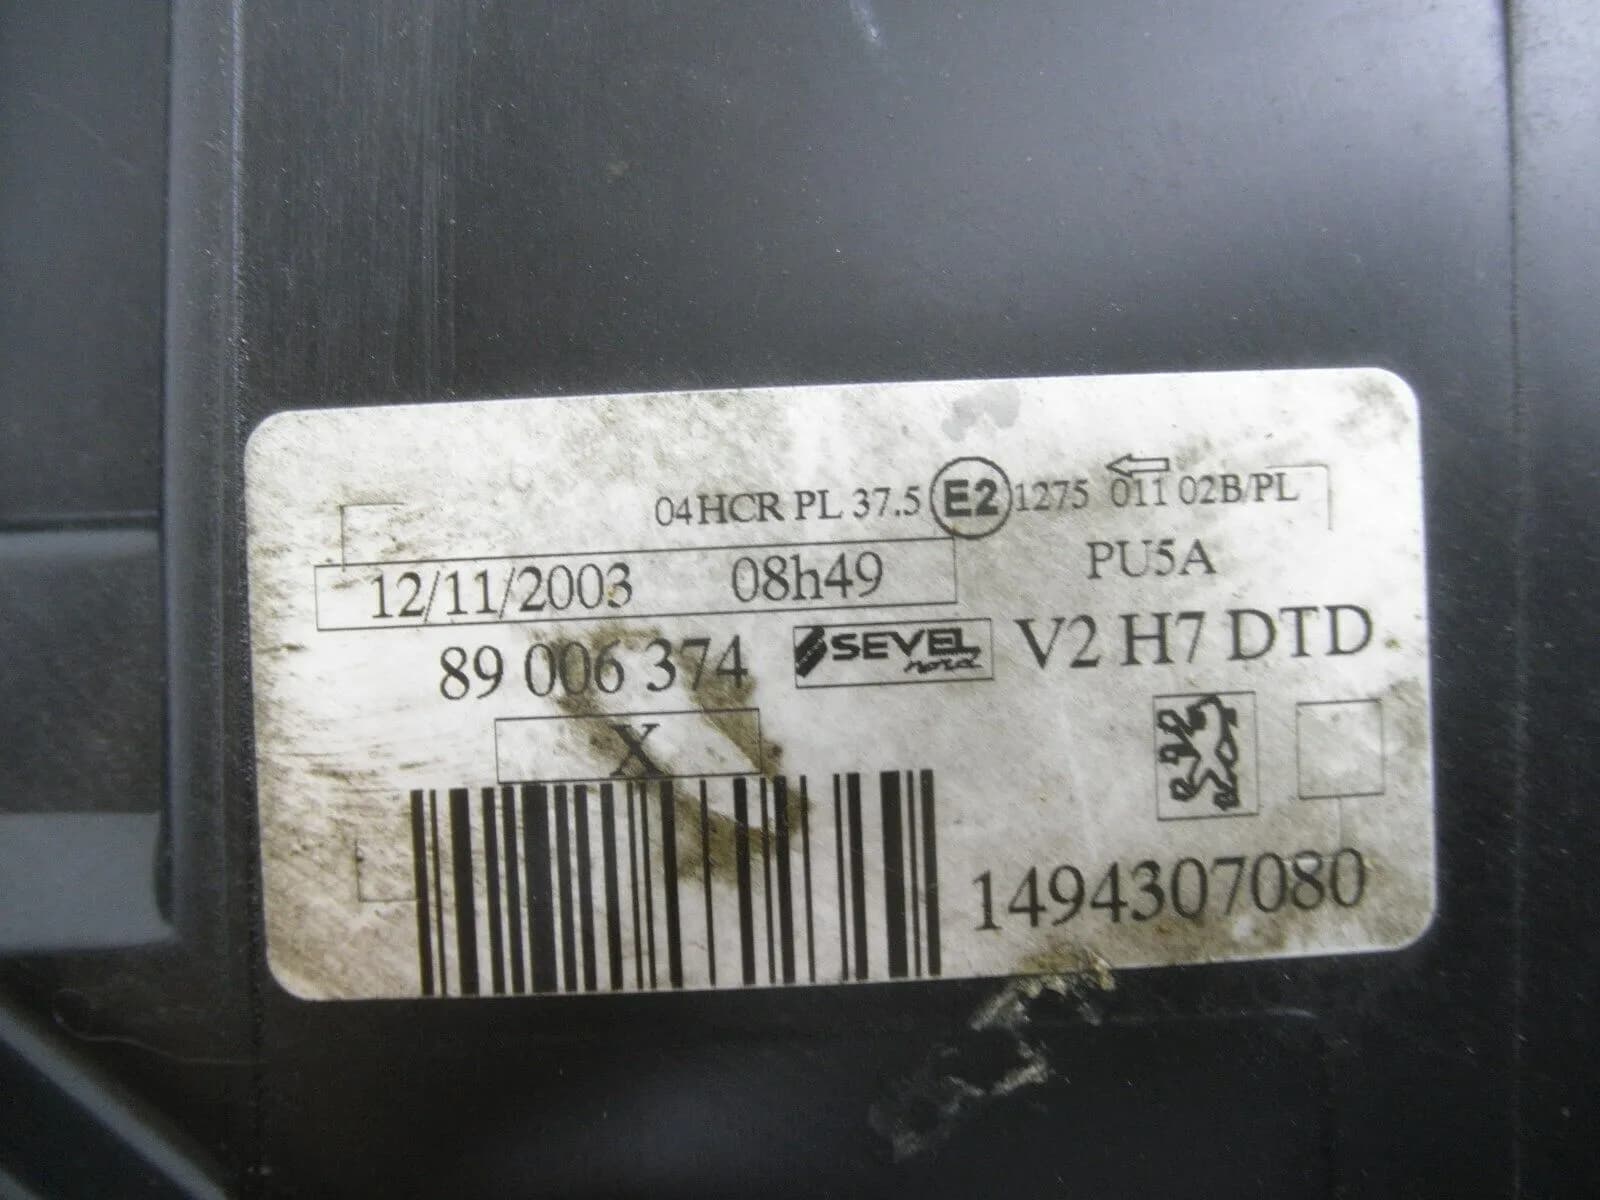 04HCR PL 37.5 E2 1275 011 02B/PL
12/11/2003 08h49 PU5A
89 006 374 SEVEL nord V2 H7 DTD
X
1494307080